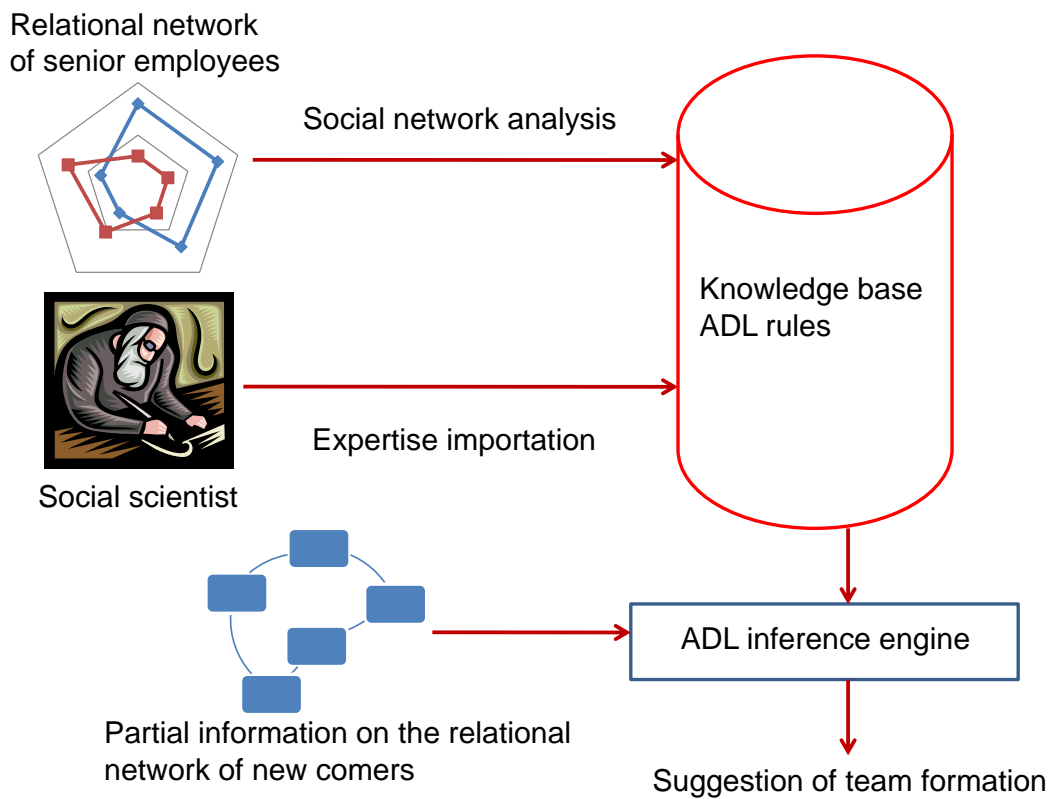 Relational network
of senior employees
Social network analysis
Knowledge base
ADL rules
Expertise importation
Social scientist
ADL inference engine
Partial information on the relational
network of new comers
Suggestion of team formation